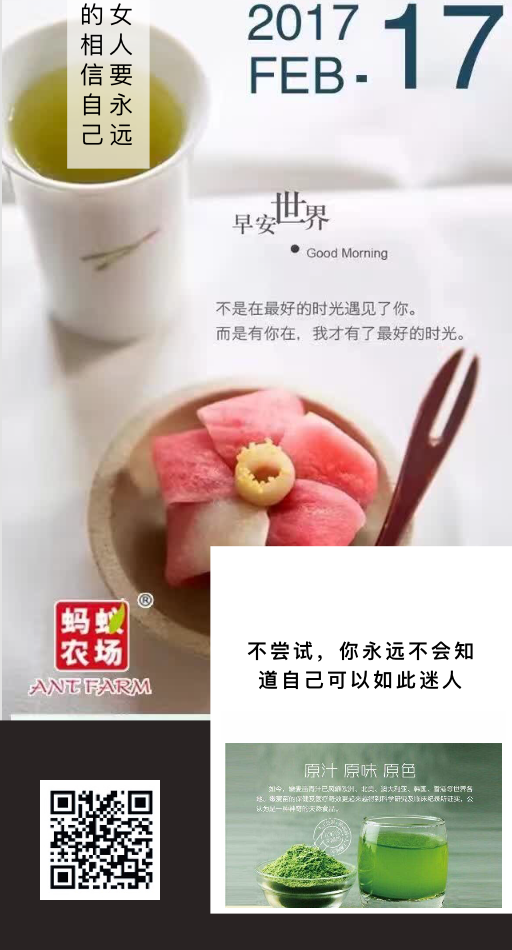 女人要永远
的相信自己
2017
FEB-17
早安世界
Good Morning
不是在最好的时光遇见了你。
而是有你在，我才有了最好的时光。
蚂蚁
农场
®
ANT FARM
不尝试，你永远不会知
道自己可以如此迷人
原汁 原味 原色